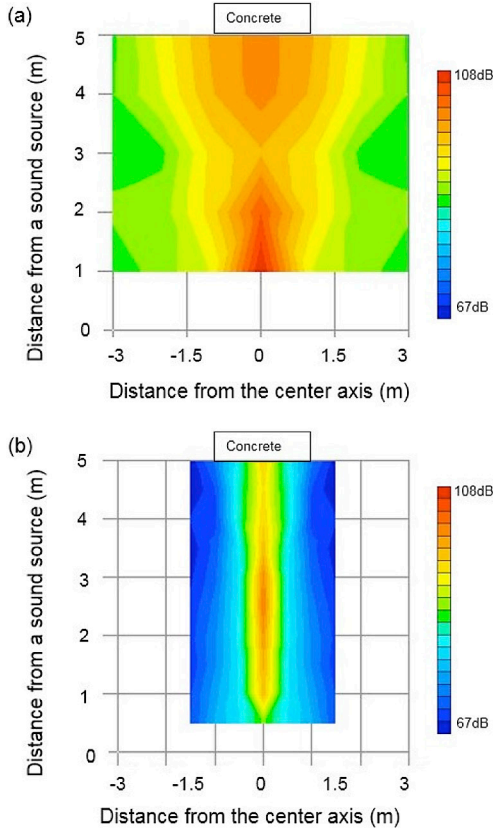 (a)
Concrete
5
4
3
2
1
0
-3 -1.5 0 1.5 3
Distance from a sound source (m)
Distance from the center axis (m)
108dB
67dB
(b)
Concrete
5
4
3
2
1
0
-3 -1.5 0 1.5 3
Distance from a sound source (m)
Distance from the center axis (m)
108dB
67dB